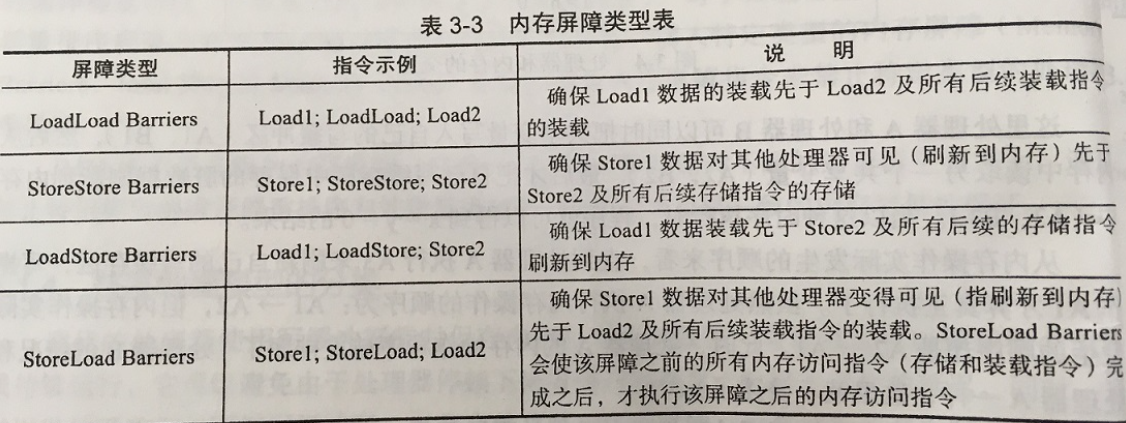 表 3-3 内存屏障类型表
屏障类型
指令示例
说 明
LoadLoad Barriers
Load1; LoadLoad; Load2
确保 Load1 数据的装载先于 Load2 及所有后续装载指令
的装载
StoreStore Barriers
Store1; StoreStore; Store2
确保 Store1 数据对其他处理器可见（刷新到内存）先于
Store2 及所有后续存储指令的存储
LoadStore Barriers
Load1; LoadStore; Store2
确保 Load1 数据装载先于 Store2 及所有后续的存储指令
刷新到内存
StoreLoad Barriers
Store1; StoreLoad; Load2
确保 Store1 数据对其他处理器变得可见（指刷新到内存）
先于 Load2 及所有后续装载指令的装载。StoreLoad Barriers
会使该屏障之前的所有内存访问指令（存储和装载指令）完
成之后，才执行该屏障之后的内存访问指令